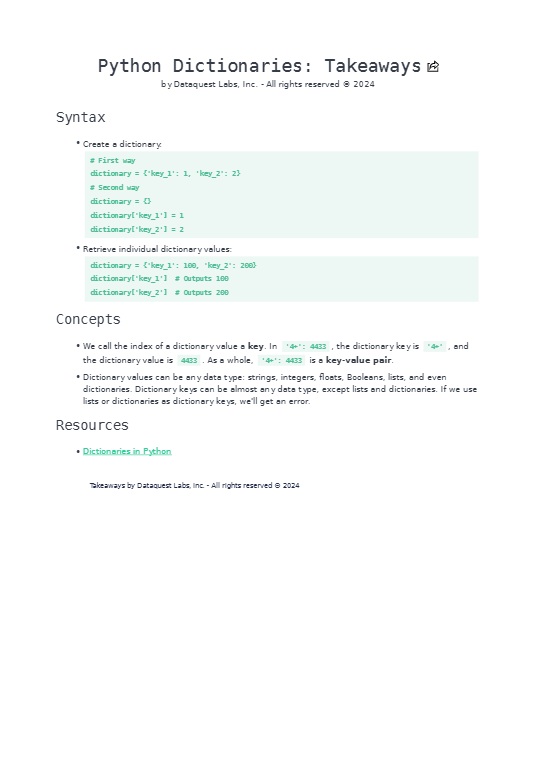 Python Dictionaries: Takeaways
by Dataquest Labs, Inc. - All rights reserved © 2024
Syntax
• Create a dictionary:
# First way
dictionary = {'key_1': 1, 'key_2': 2}
# Second way
dictionary = {}
dictionary['key_1'] = 1
dictionary['key_2'] = 2
• Retrieve individual dictionary values:
dictionary = {'key_1': 100, 'key_2': 200}
dictionary['key_1']  # Outputs 100
dictionary['key_2']  # Outputs 200
Concepts
• We call the index of a dictionary value a key. In '4+': 4433 , the dictionary key is '4+' , and
the dictionary value is 4433 . As a whole, '4+': 4433 is a key-value pair.
• Dictionary values can be any data type: strings, integers, floats, Booleans, lists, and even
dictionaries. Dictionary keys can be almost any data type, except lists and dictionaries. If we use
lists or dictionaries as dictionary keys, we'll get an error.
Resources
• Dictionaries in Python
Takeaways by Dataquest Labs, Inc. - All rights reserved © 2024